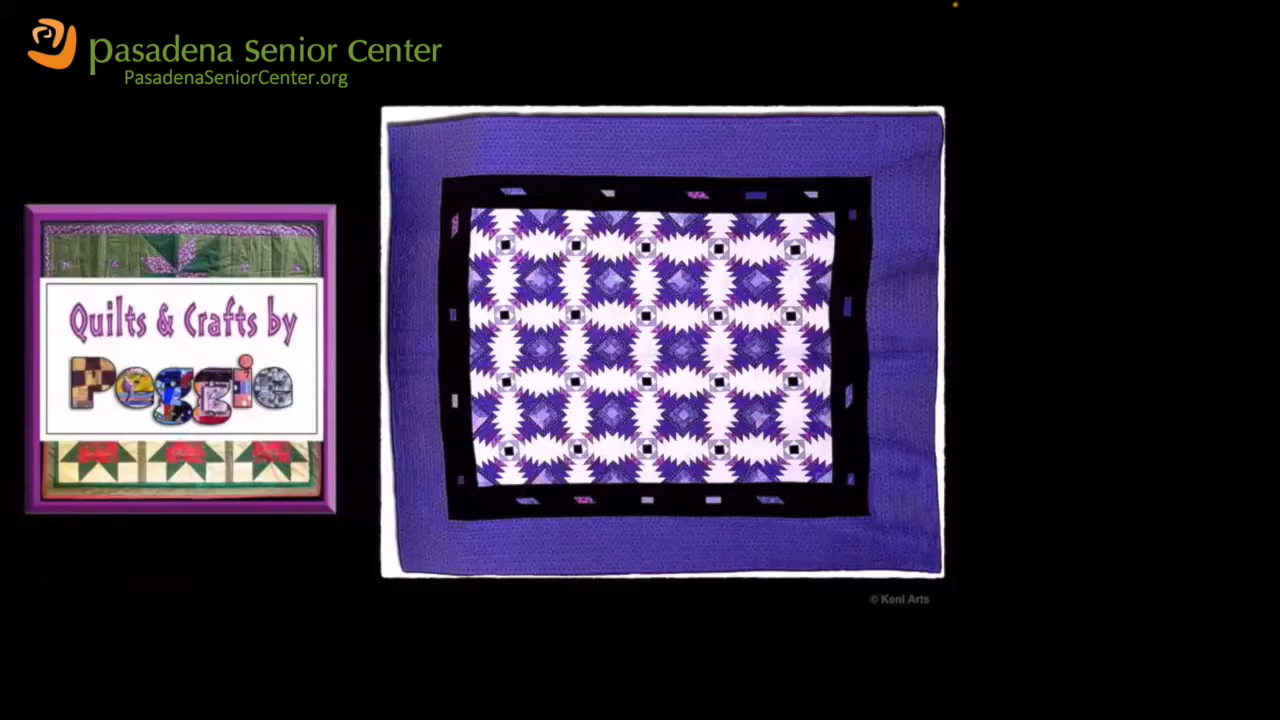 Pasadena Senior Center
PasadenaSeniorCenter.org
Quilts & Crafts by
Peggie
© Keni Arts